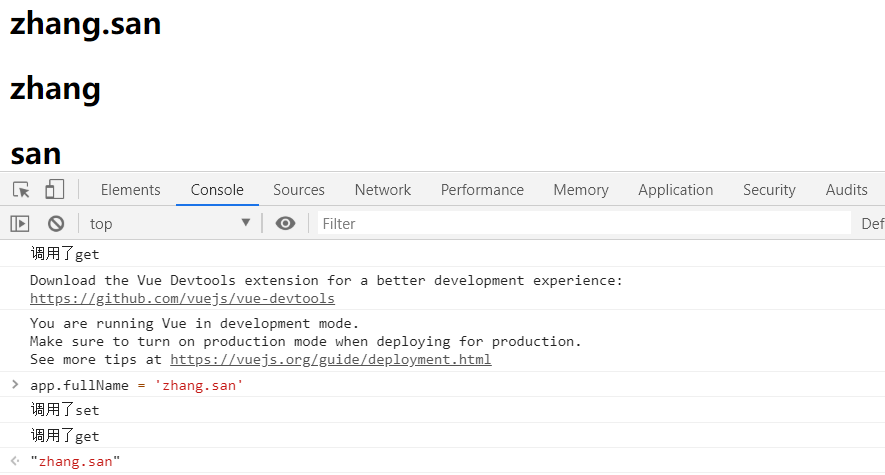 zhang.san
zhang
san
Elements Console Sources Network Performance Memory Application Security Audits
top Filter Def
调用了get
Download the Vue Devtools extension for a better development experience:
https://github.com/vuejs/vue-devtools
You are running Vue in development mode.
Make sure to turn on production mode when deploying for production.
See more tips at https://vuejs.org/guide/deployment.html
app.fullName = 'zhang.san'
调用了set
调用了get
"zhang.san"